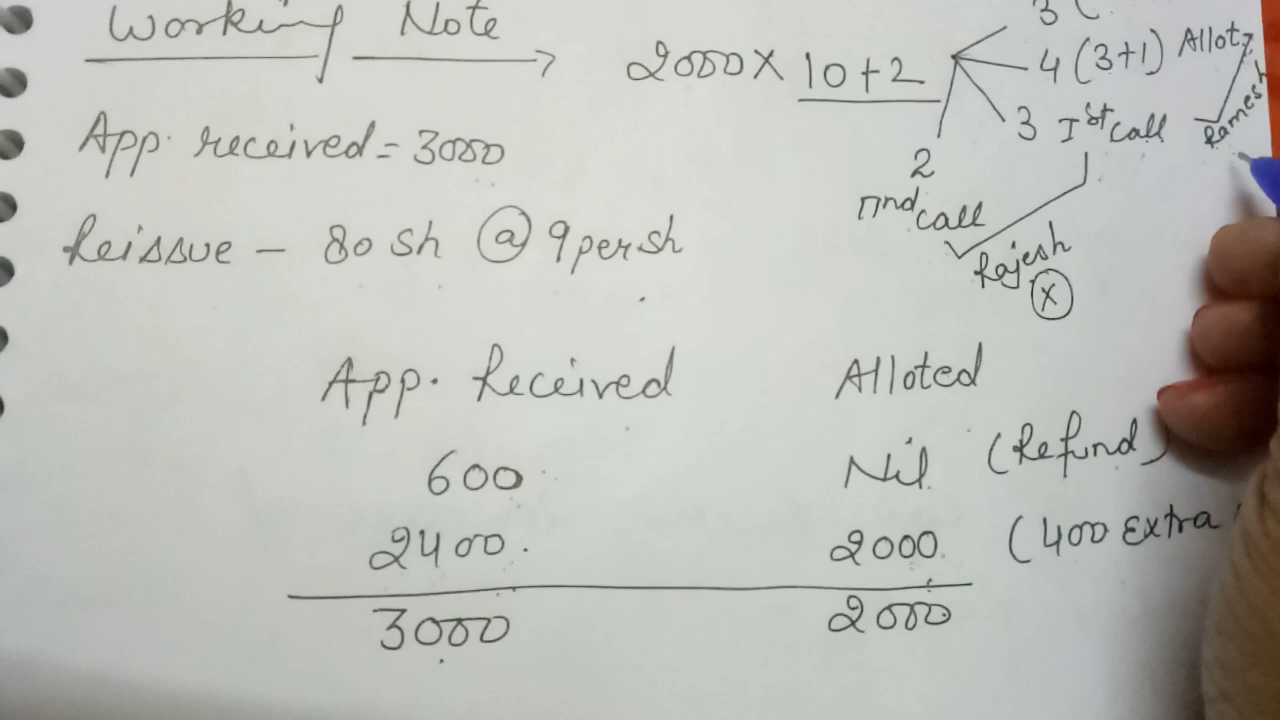 Working Note
2000 X 10+2
3 (
4 (3+1) Allot
3 Ist call
Ramesh
2
IInd call
Rajesh
X
App. received = 3000
Reissue - 80 sh @ 9 per sh
App. Received Alloted
600 Nil (Refund)
2400 2000 (400 Extra
3000 2000